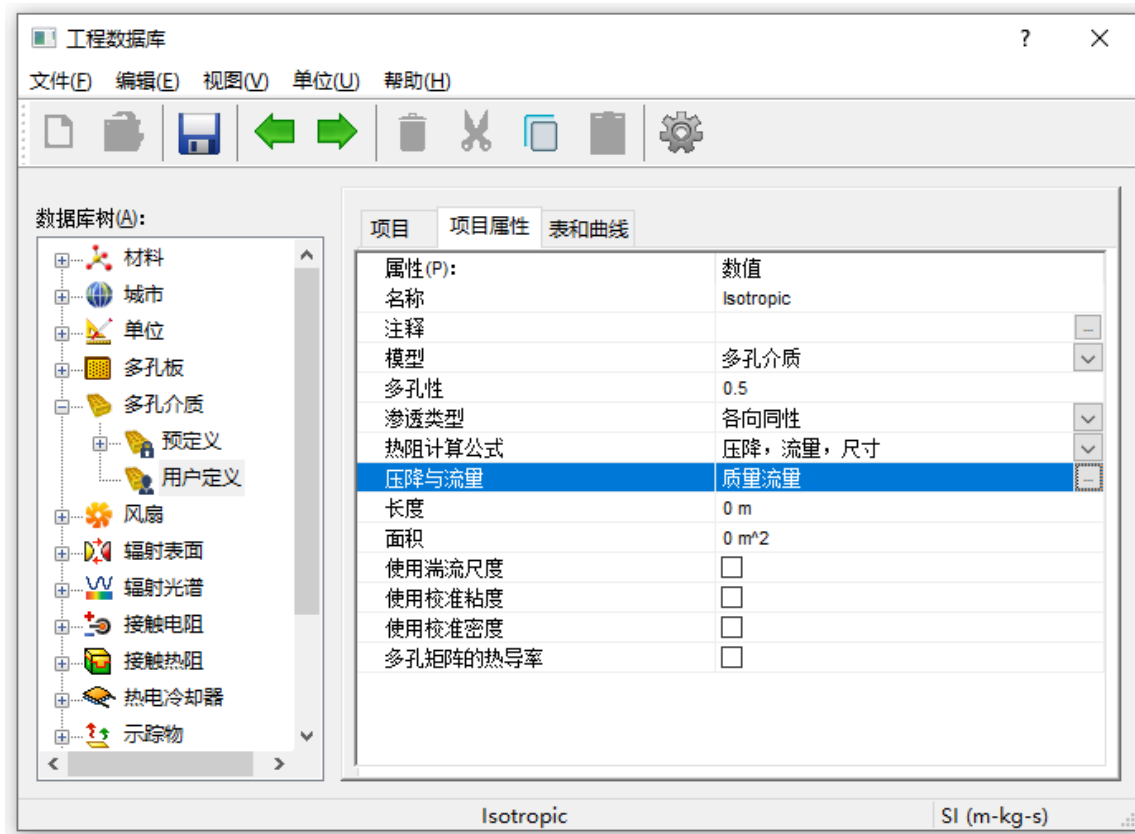 工程数据库 ?
文件(F) 编辑(E) 视图(V) 单位(U) 帮助(H)
数据库树(A):
材料
城市
单位
多孔板
多孔介质
预定义
用户定义
风扇
辐射表面
辐射光谱
接触电阻
接触热阻
热电冷却器
示踪物
项目 项目属性 表和曲线
属性(P): 数值
名称 Isotropic
注释 ...
模型 多孔介质
多孔性 0.5
渗透类型 各向同性
热阻计算公式 压降，流量，尺寸
压降与流量 质量流量 ...
长度 0 m
面积 0 m^2
使用湍流尺度
使用校准粘度
使用校准密度
多孔矩阵的热导率
Isotropic SI (m-kg-s)